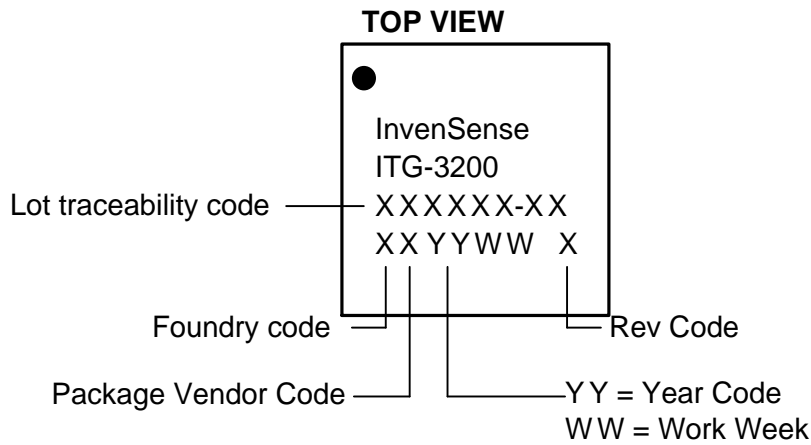 TOP VIEW
InvenSense
ITG-3200
Lot traceability code
XXXXXX-XX
XXYYWW X
Foundry code
Rev Code
Package Vendor Code
YY = Year Code
WW = Work Week